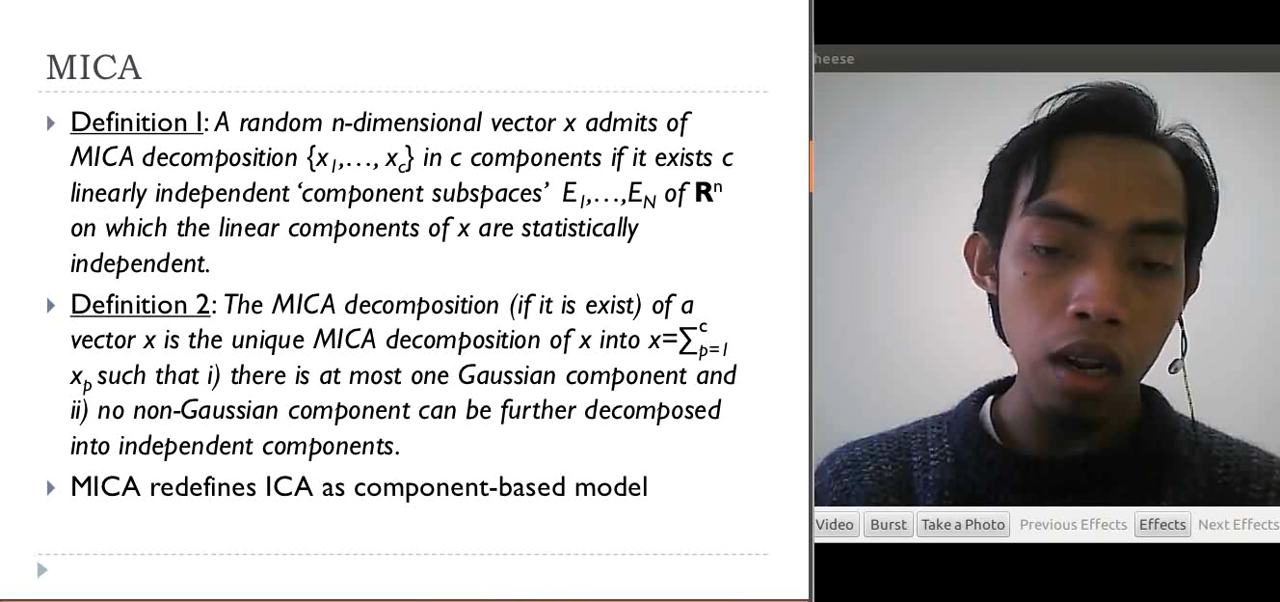 MICA
Definition 1: A random n-dimensional vector x admits of
MICA decomposition {x1,…, xc} in c components if it exists c
linearly independent ‘component subspaces’ E1,…,EN of Rⁿ
on which the linear components of x are statistically
independent.
Definition 2: The MICA decomposition (if it is exist) of a
vector x is the unique MICA decomposition of x into x=∑ᶜp=1
xp such that i) there is at most one Gaussian component and
ii) no non-Gaussian component can be further decomposed
into independent components.
MICA redefines ICA as component-based model
heese
Video Burst Take a Photo Previous Effects Effects Next Effects